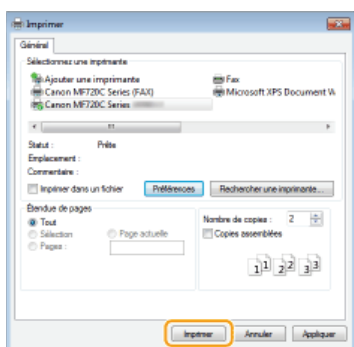 Imprimer
Général
Sélectionnez une imprimante
Ajouter une imprimante
Fax
Canon MF720C Series (FAX)
Microsoft XPS Document W
Canon MF720C Series
Statut : Prête
Emplacement :
Commentaire :
Imprimer dans un fichier Préférences Rechercher une imprimante...
Étendue de pages
Tout
Sélection Page actuelle
Pages :
Nombre de copies : 2
Copies assemblées
1 1 2 2 3 3
Imprimer Annuler Appliquer